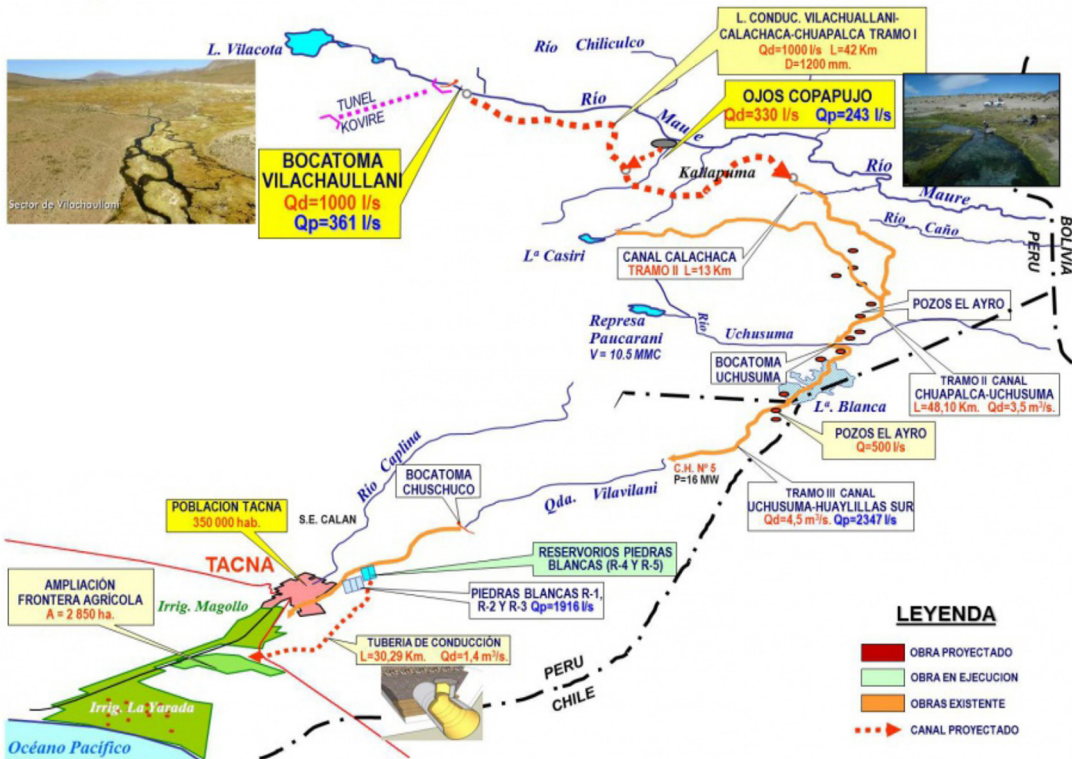 L. Vilacota
Río Chiliculco
L. CONDUC. VILACHUALLANI-
CALACHACA-CHUAPALCA TRAMO I
Qd=1000 l/s L=42 Km
D=1200 mm.
TUNEL
KOVIRE
Río
Maure
OJOS COPAPUJO
Qd=330 l/s Qp=243 l/s
Sector de Vilachaullani
BOCATOMA
VILACHAULLANI
Qd=1000 l/s
Qp=361 l/s
Kallapuma
Río
Maure
Río Caño
BOLIVIA
PERU
Lª Casiri
CANAL CALACHACA
TRAMO II L=13 Km
POZOS EL AYRO
Represa
Paucarani
V = 10.5 MMC
Río
Uchusuma
BOCATOMA
UCHUSUMA
TRAMO II CANAL
CHUAPALCA-UCHUSUMA
L=48,10 Km. Qd=3,5 m³/s.
Lª. Blanca
POZOS EL AYRO
Q=500 l/s
Río Caplina
BOCATOMA
CHUSCHUCO
C.H. Nº 5
P=16 MW
Qda. Vilavilani
TRAMO III CANAL
UCHUSUMA-HUAYLILLAS SUR
Qd=4,5 m³/s. Qp=2347 l/s
POBLACION TACNA
350 000 hab.
S.E. CALAN
TACNA
RESERVORIOS PIEDRAS
BLANCAS (R-4 Y R-5)
AMPLIACIÓN
FRONTERA AGRÍCOLA
A = 2 850 ha.
Irrig. Magollo
PIEDRAS BLANCAS R-1,
R-2 Y R-3 Qp=1916 l/s
TUBERIA DE CONDUCCIÓN
L=30,29 Km. Qd=1,4 m³/s.
PERU
CHILE
Irrig. La Yarada
Océano Pacífico
LEYENDA
OBRA PROYECTADO
OBRA EN EJECUCION
OBRAS EXISTENTE
CANAL PROYECTADO